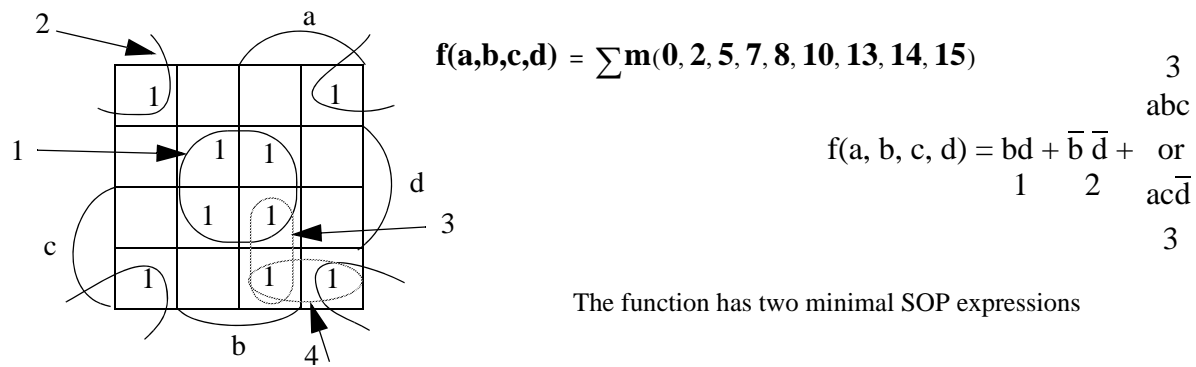 a
2
f(a,b,c,d) = ∑m(0, 2, 5, 7, 8, 10, 13, 14, 15)
3
abc
1 1
1
1 1
f(a, b, c, d) = bd + b̅ d̅ + or
1 2
acd̅
3
d
1 1
3
c
1 1 1
The function has two minimal SOP expressions
b
4